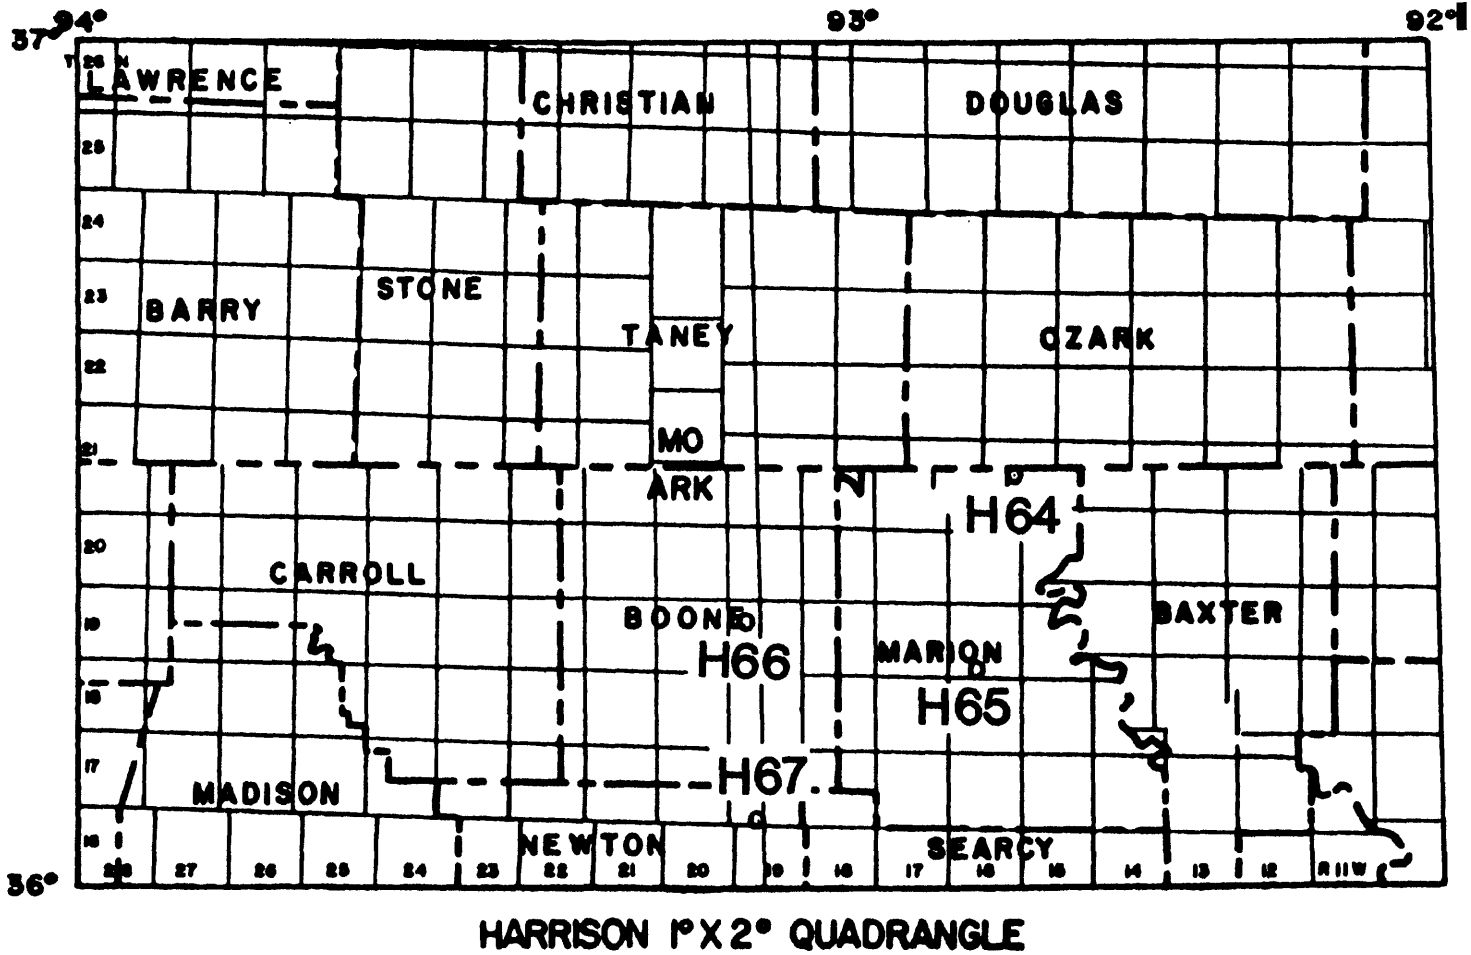 94° 93° 92°
37°
T 26 N
LAWRENCE
CHRISTIAN DOUGLAS
25
24
STONE
23
BARRY
TANEY OZARK
22
MO
21
ARK
H64
20
CARROLL
19
BOONE BAXTER
MARION
H66
18
H65
17
H67
MADISON
16
NEWTON SEARCY
28 27 26 25 24 23 22 21 20 19 18 17 16 15 14 13 12 R 11 W
36°
HARRISON 1° X 2° QUADRANGLE